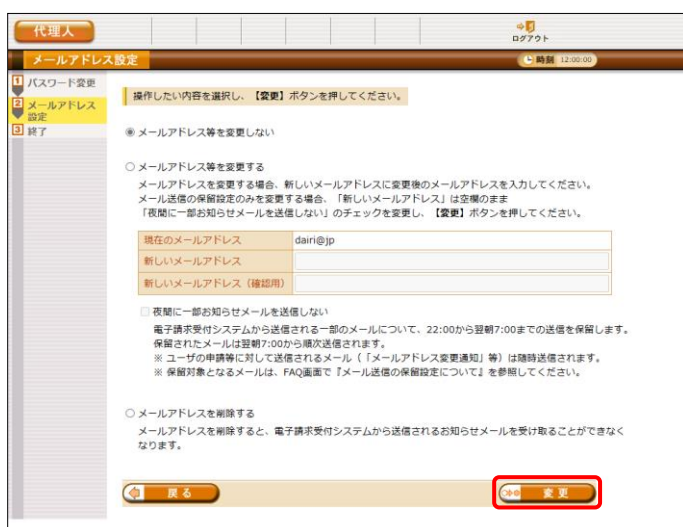 代理人
ログアウト
メールアドレス設定
時刻 12:00:00
1 パスワード変更
2 メールアドレス
設定
3 終了
操作したい内容を選択し、【変更】ボタンを押してください。
メールアドレス等を変更しない
メールアドレス等を変更する
メールアドレスを変更する場合、新しいメールアドレスに変更後のメールアドレスを入力してください。
メール送信の保留設定のみを変更する場合、「新しいメールアドレス」は空欄のまま
「夜間に一部お知らせメールを送信しない」のチェックを変更し、【変更】ボタンを押してください。
現在のメールアドレス dairi@jp
新しいメールアドレス
新しいメールアドレス（確認用）
夜間に一部お知らせメールを送信しない
電子請求受付システムから送信される一部のメールについて、22:00から翌朝7:00までの送信を保留します。
保留されたメールは翌朝7:00から順次送信されます。
※ ユーザの申請等に対して送信されるメール（「メールアドレス変更通知」等）は随時送信されます。
※ 保留対象となるメールは、FAQ画面で『メール送信の保留設定について』を参照してください。
メールアドレスを削除する
メールアドレスを削除すると、電子請求受付システムから送信されるお知らせメールを受け取ることができなく
なります。
戻る
変更